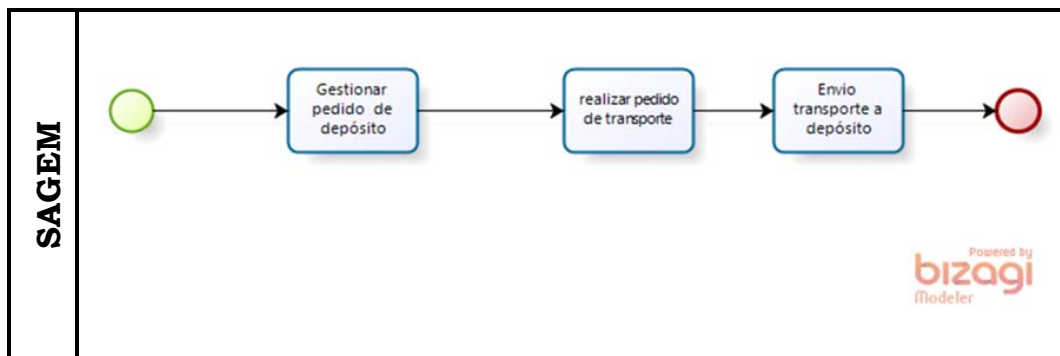 SAGEM
Gestionar
pedido de
depósito
realizar pedido
de transporte
Envio
transporte a
depósito
Powered by
bizagi
Modeler